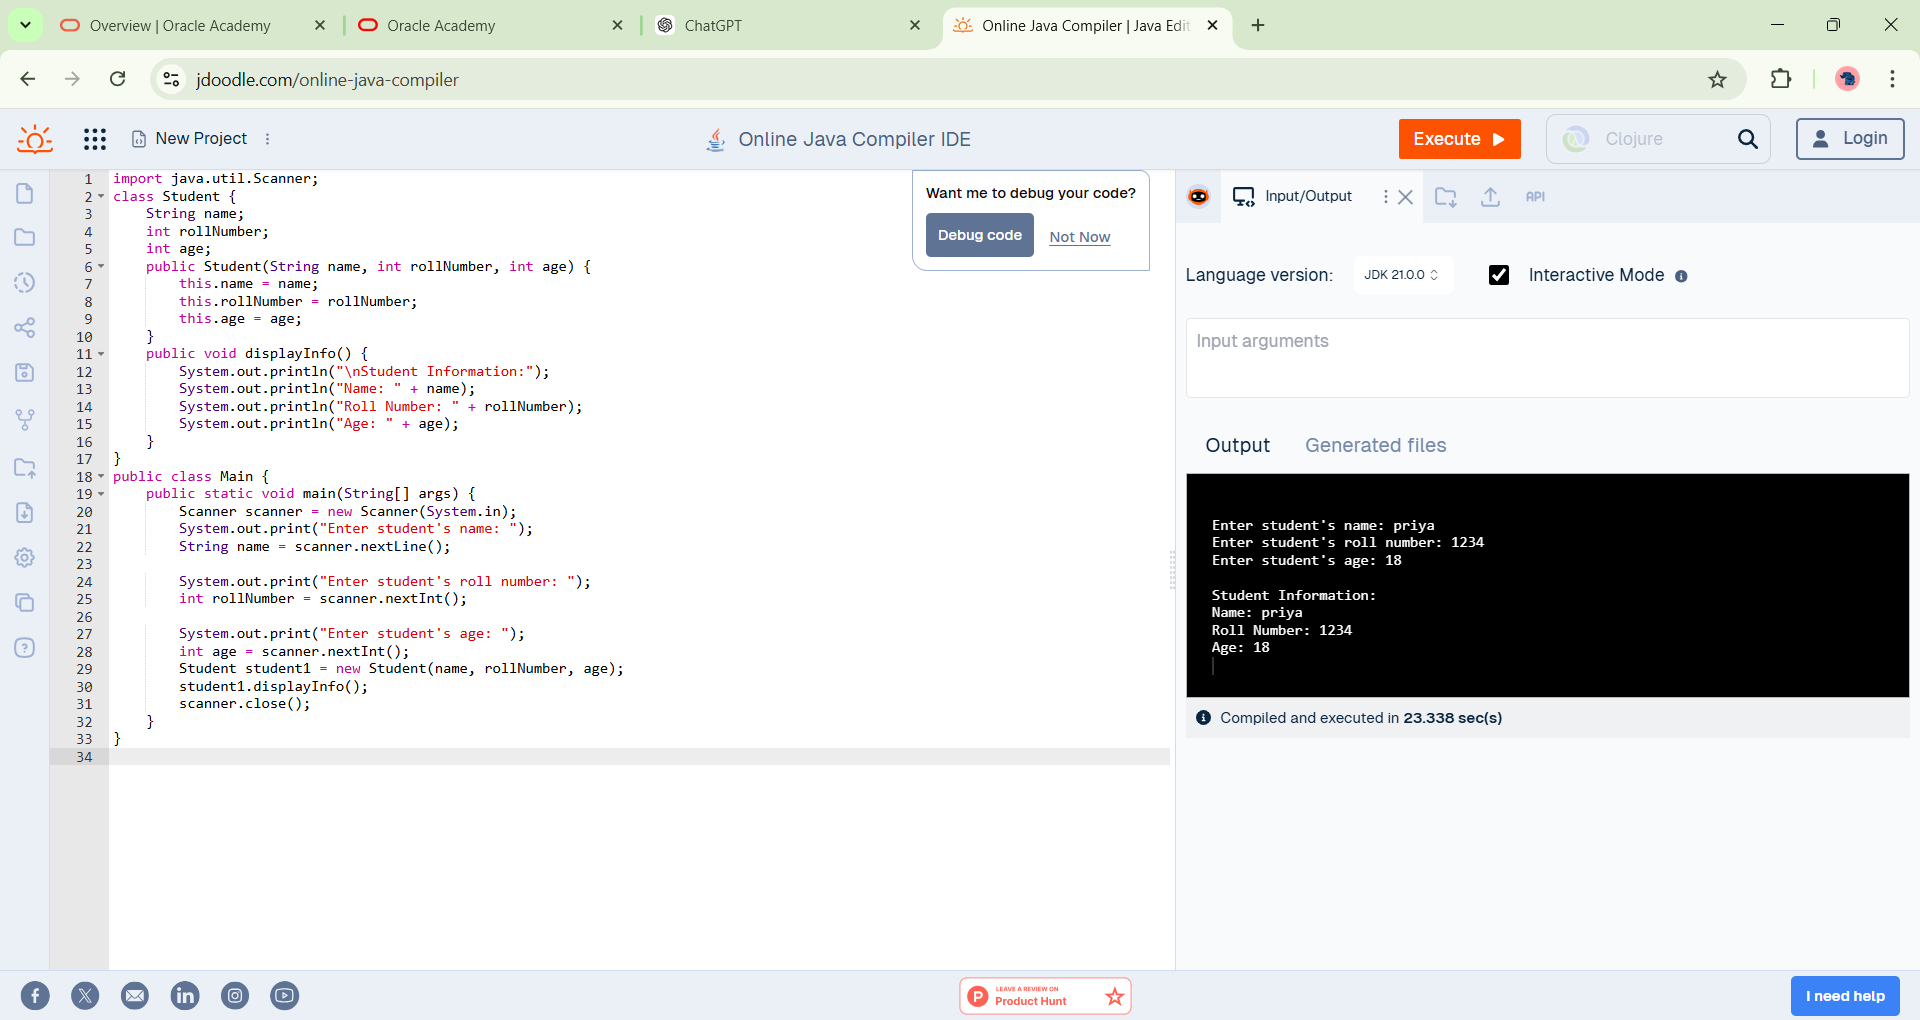 Overview | Oracle Academy
Oracle Academy
ChatGPT
Online Java Compiler | Java Edit
jdoodle.com/online-java-compiler
New Project
Online Java Compiler IDE
Execute
Clojure
Login
1 import java.util.Scanner;
2 class Student {
3     String name;
4     int rollNumber;
5     int age;
6     public Student(String name, int rollNumber, int age) {
7         this.name = name;
8         this.rollNumber = rollNumber;
9         this.age = age;
10     }
11     public void displayInfo() {
12         System.out.println("\nStudent Information:");
13         System.out.println("Name: " + name);
14         System.out.println("Roll Number: " + rollNumber);
15         System.out.println("Age: " + age);
16     }
17 }
18 public class Main {
19     public static void main(String[] args) {
20         Scanner scanner = new Scanner(System.in);
21         System.out.print("Enter student's name: ");
22         String name = scanner.nextLine();
23
24         System.out.print("Enter student's roll number: ");
25         int rollNumber = scanner.nextInt();
26
27         System.out.print("Enter student's age: ");
28         int age = scanner.nextInt();
29         Student student1 = new Student(name, rollNumber, age);
30         student1.displayInfo();
31         scanner.close();
32     }
33 }
34
Want me to debug your code?
Debug code
Not Now
Input/Output
API
Language version:
JDK 21.0.0
Interactive Mode
Input arguments
Output
Generated files
Enter student's name: priya
Enter student's roll number: 1234
Enter student's age: 18
Student Information:
Name: priya
Roll Number: 1234
Age: 18
Compiled and executed in 23.338 sec(s)
LEAVE A REVIEW ON
Product Hunt
I need help